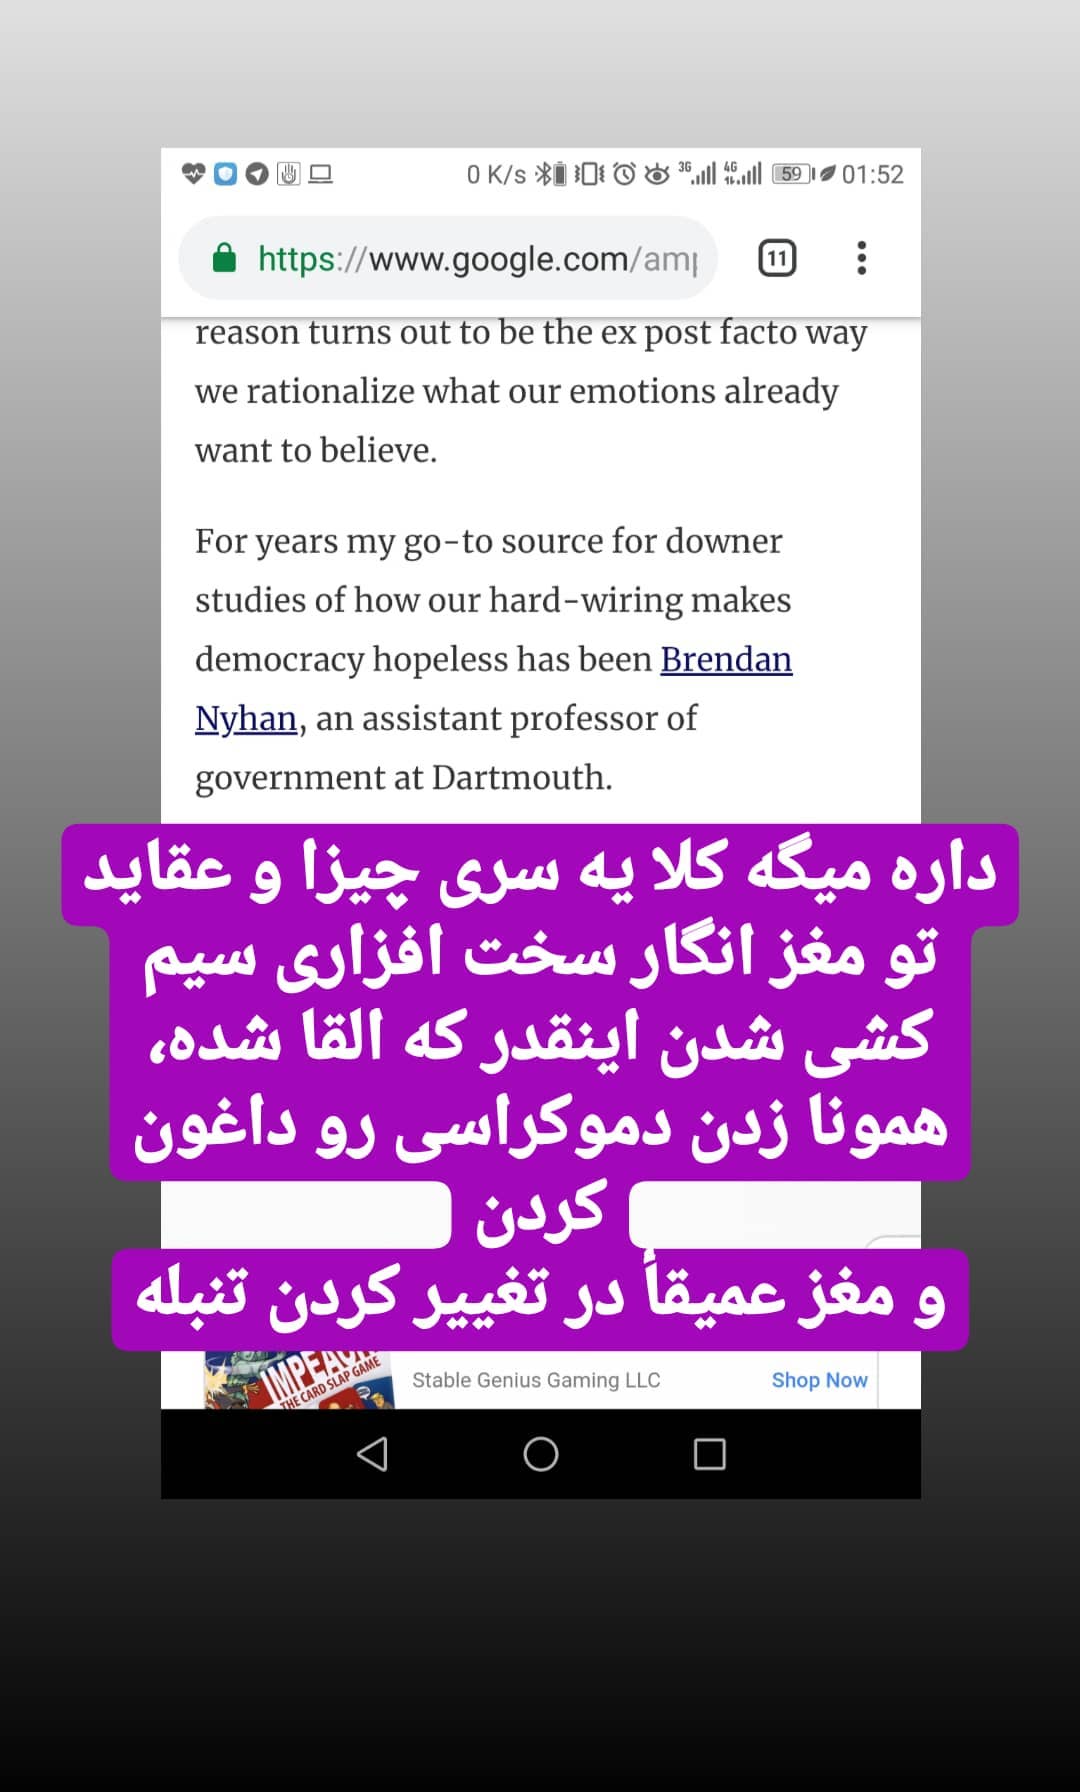 0 K/s 3G 4G 59 01:52
https://www.google.com/amp 11
reason turns out to be the ex post facto way
we rationalize what our emotions already
want to believe.
For years my go-to source for downer
studies of how our hard-wiring makes
democracy hopeless has been Brendan
Nyhan, an assistant professor of
government at Dartmouth.
داره میگه کلا یه سری چیزا و عقاید
تو مغز انگار سخت افزاری سیم
کشی شدن اینقدر که القا شده،
همونا زدن دموکراسی رو داغون
کردن
و مغز عمیقاً در تغییر کردن تنبله
IMPEACH
THE CARD SLAP GAME
Stable Genius Gaming LLC Shop Now